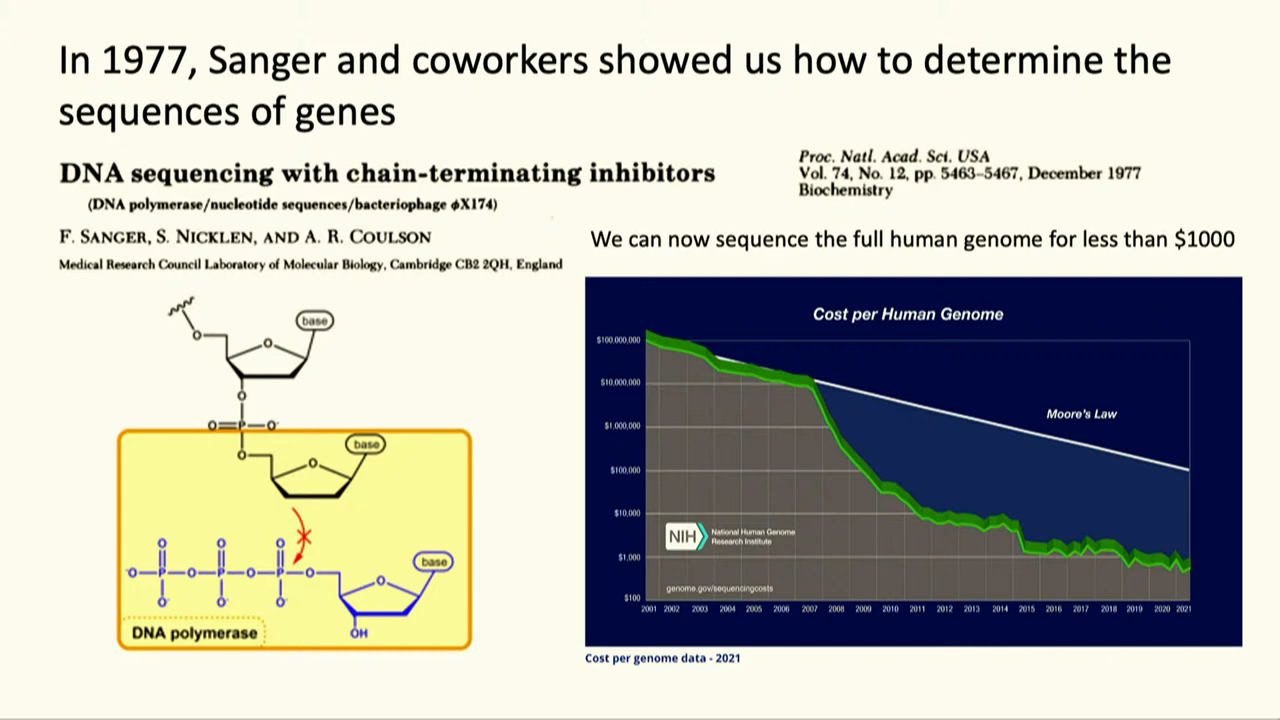 In 1977, Sanger and coworkers showed us how to determine the
sequences of genes
DNA sequencing with chain-terminating inhibitors
(DNA polymerase/nucleotide sequences/bacteriophage ϕX174)
F. SANGER, S. NICKLEN, AND A. R. COULSON
Medical Research Council Laboratory of Molecular Biology, Cambridge CB2 2QH, England
Proc. Natl. Acad. Sci. USA
Vol. 74, No. 12, pp. 5463–5467, December 1977
Biochemistry
We can now sequence the full human genome for less than $1000
base
O
O
O
O=P–O-
base
O
O
O O O
base
-O–P–O–P–O–P–O
O
O- O- O-
OH
DNA polymerase
Cost per Human Genome
$100,000,000
$10,000,000
Moore's Law
$1,000,000
$100,000
$10,000
NIH
National Human Genome
Research Institute
$1,000
genome.gov/sequencingcosts
$100
2001 2002 2003 2004 2005 2006 2007 2008 2009 2010 2011 2012 2013 2014 2015 2016 2017 2018 2019 2020 2021
Cost per genome data - 2021